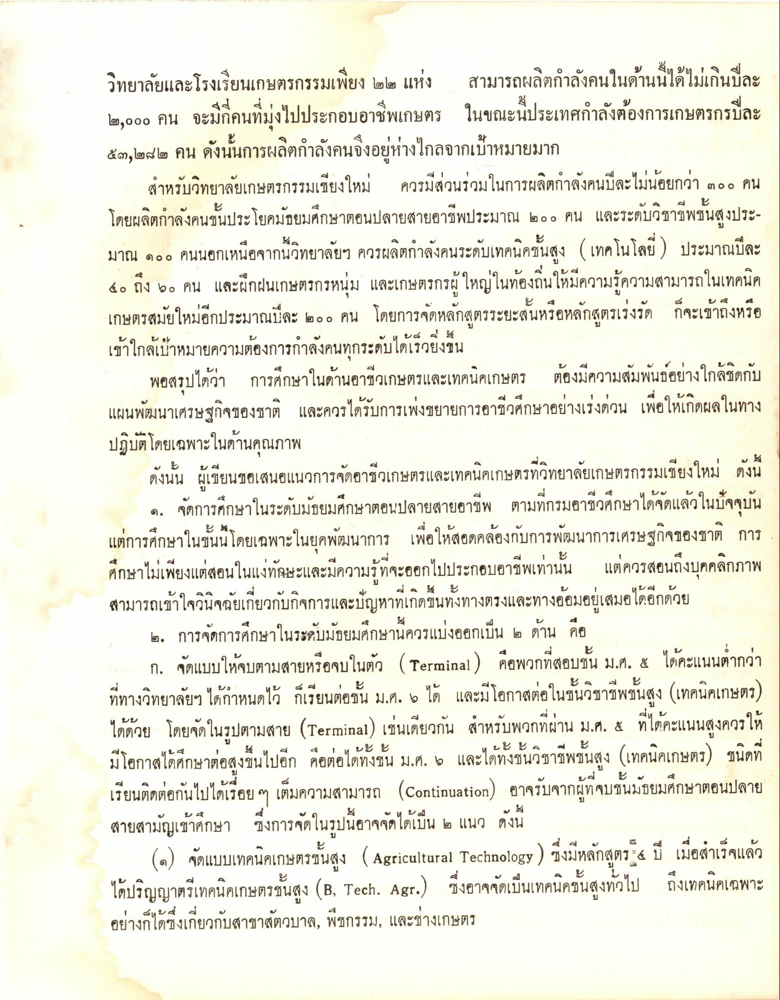 วิทยาลัยและโรงเรียนเกษตรกรรมเพียง ๒๒ แห่ง สามารถผลิตกำลังคนในด้านนี้ได้ไม่เกินปีละ
๒,๐๐๐ คน จะมีกี่คนที่มุ่งไปประกอบอาชีพเกษตร ในขณะนี้ประเทศกำลังต้องการเกษตรกรปีละ
๕๓,๒๘๒ คน ดังนั้นการผลิตกำลังคนจึงอยู่ห่างไกลจากเป้าหมายมาก
สำหรับวิทยาลัยเกษตรกรรมเชียงใหม่ ควรมีส่วนร่วมในการผลิตกำลังคนปีละไม่น้อยกว่า ๓๐๐ คน
โดยผลิตกำลังคนชั้นประโยคมัธยมศึกษาตอนปลายสายอาชีพประมาณ ๒๐๐ คน และระดับวิชาชีพชั้นสูงประ-
มาณ ๑๐๐ คนนอกเหนือจากนี้วิทยาลัยฯ ควรผลิตกำลังคนระดับเทคนิคชั้นสูง (เทคโนโลยี่) ประมาณปีละ
๔๐ ถึง ๖๐ คน และฝึกฝนเกษตรกรหนุ่ม และเกษตรกรผู้ใหญ่ในท้องถิ่นให้มีความรู้ความสามารถในเทคนิค
เกษตรสมัยใหม่อีกประมาณปีละ ๒๐๐ คน โดยการจัดหลักสูตรระยะสั้นหรือหลักสูตรเร่งรัด ก็จะเข้าถึงหรือ
เข้าใกล้เป้าหมายความต้องการกำลังคนทุกระดับได้เร็วยิ่งขึ้น
พอสรุปได้ว่า การศึกษาในด้านอาชีวเกษตรและเทคนิคเกษตร ต้องมีความสัมพันธ์อย่างใกล้ชิดกับ
แผนพัฒนาเศรษฐกิจของชาติ และควรได้รับการเพ่งขยายการอาชีวศึกษาอย่างเร่งด่วน เพื่อให้เกิดผลในทาง
ปฏิบัติโดยเฉพาะในด้านคุณภาพ
ดังนั้น ผู้เขียนขอเสนอแนวการจัดอาชีวเกษตรและเทคนิคเกษตรที่วิทยาลัยเกษตรกรรมเชียงใหม่ ดังนี้
๑. จัดการศึกษาในระดับมัธยมศึกษาตอนปลายสายอาชีพ ตามที่กรมอาชีวศึกษาได้จัดแล้วในปัจจุบัน
แต่การศึกษาในขั้นนี้โดยเฉพาะในยุคพัฒนาการ เพื่อให้สอดคล้องกับการพัฒนาการเศรษฐกิจของชาติ การ
ศึกษาไม่เพียงแต่สอนในแง่ทักษะและมีความรู้ที่จะออกไปประกอบอาชีพเท่านั้น แต่ควรสอนถึงบุคคลิกภาพ
สามารถเข้าใจวินิจฉัยเกี่ยวกับกิจการและปัญหาที่เกิดขึ้นทั้งทางตรงและทางอ้อมอยู่เสมอได้อีกด้วย
๒. การจัดการศึกษาในระดับมัธยมศึกษานี้ควรแบ่งออกเป็น ๒ ด้าน คือ
ก. จัดแบบให้จบตามสายหรือจบในตัว (Terminal) คือพวกที่สอบชั้น ม.ศ. ๕ ได้คะแนนต่ำกว่า
ที่ทางวิทยาลัยฯ ได้กำหนดไว้ ก็เรียนต่อชั้น ม.ศ. ๖ ได้ และมีโอกาสต่อในชั้นวิชาชีพชั้นสูง (เทคนิคเกษตร)
ได้ด้วย โดยจัดในรูปตามสาย (Terminal) เช่นเดียวกัน สำหรับพวกที่ผ่าน ม.ศ. ๕ ที่ได้คะแนนสูงควรให้
มีโอกาสได้ศึกษาต่อสูงขึ้นไปอีก คือต่อได้ทั้งชั้น ม.ศ. ๖ และได้ทั้งชั้นวิชาชีพชั้นสูง (เทคนิคเกษตร) ชนิดที่
เรียนติดต่อกันไปได้เรื่อยๆ เต็มความสามารถ (Continuation) อาจรับจากผู้ที่จบชั้นมัธยมศึกษาตอนปลาย
สายสามัญเข้าศึกษา ซึ่งการจัดในรูปนี้อาจจัดได้เป็น ๒ แนว ดังนี้
(๑) จัดแบบเทคนิคเกษตรชั้นสูง (Agricultural Technology) ซึ่งมีหลักสูตร ๔ ปี เมื่อสำเร็จแล้ว
ได้ปริญญาตรีเทคนิคเกษตรชั้นสูง (B, Tech. Agr.) ซึ่งอาจจัดเป็นเทคนิคชั้นสูงทั่วไป ถึงเทคนิคเฉพาะ
อย่างก็ได้ซึ่งเกี่ยวกับสาขาสัตวบาล, พืชกรรม, และช่างเกษตร